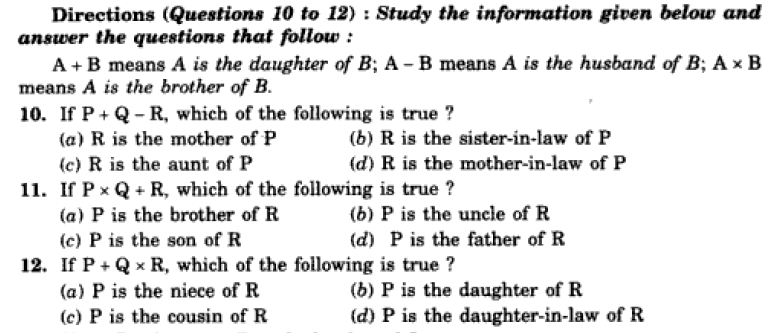 Directions (Questions 10 to 12) : Study the information given below and
answer the questions that follow :
A + B means A is the daughter of B; A – B means A is the husband of B; A × B
means A is the brother of B.
10. If P + Q – R, which of the following is true ?
(a) R is the mother of P (b) R is the sister-in-law of P
(c) R is the aunt of P (d) R is the mother-in-law of P
11. If P × Q + R, which of the following is true ?
(a) P is the brother of R (b) P is the uncle of R
(c) P is the son of R (d) P is the father of R
12. If P + Q × R, which of the following is true ?
(a) P is the niece of R (b) P is the daughter of R
(c) P is the cousin of R (d) P is the daughter-in-law of R